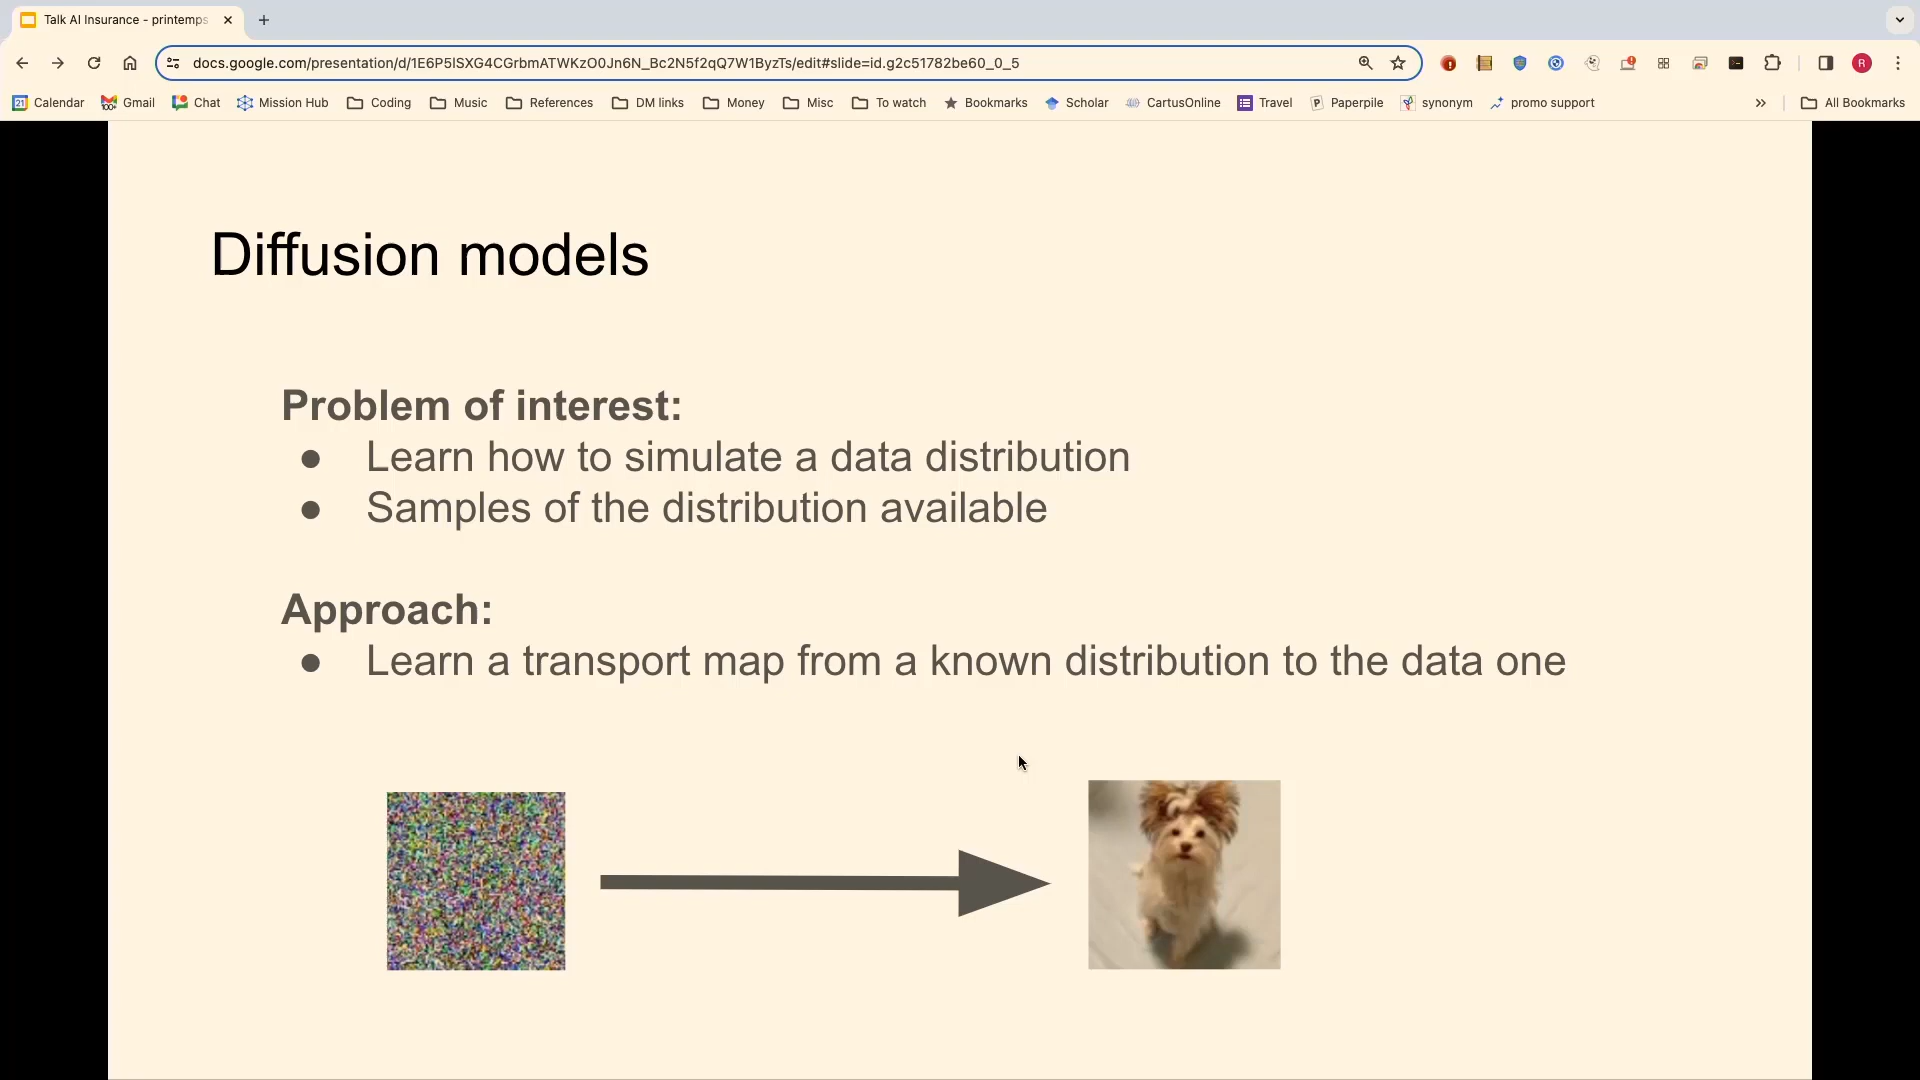 Talk AI Insurance - printemps
docs.google.com/presentation/d/1E6P5lSXG4CGrbmATWKzO0Jn6N_Bc2N5f2qQ7W1ByzTs/edit#slide=id.g2c51782be60_0_5
R
Calendar Gmail Chat Mission Hub Coding Music References DM links Money Misc To watch Bookmarks Scholar CartusOnline Travel Paperpile synonym promo support All Bookmarks
Diffusion models
Problem of interest:
● Learn how to simulate a data distribution
● Samples of the distribution available
Approach:
● Learn a transport map from a known distribution to the data one